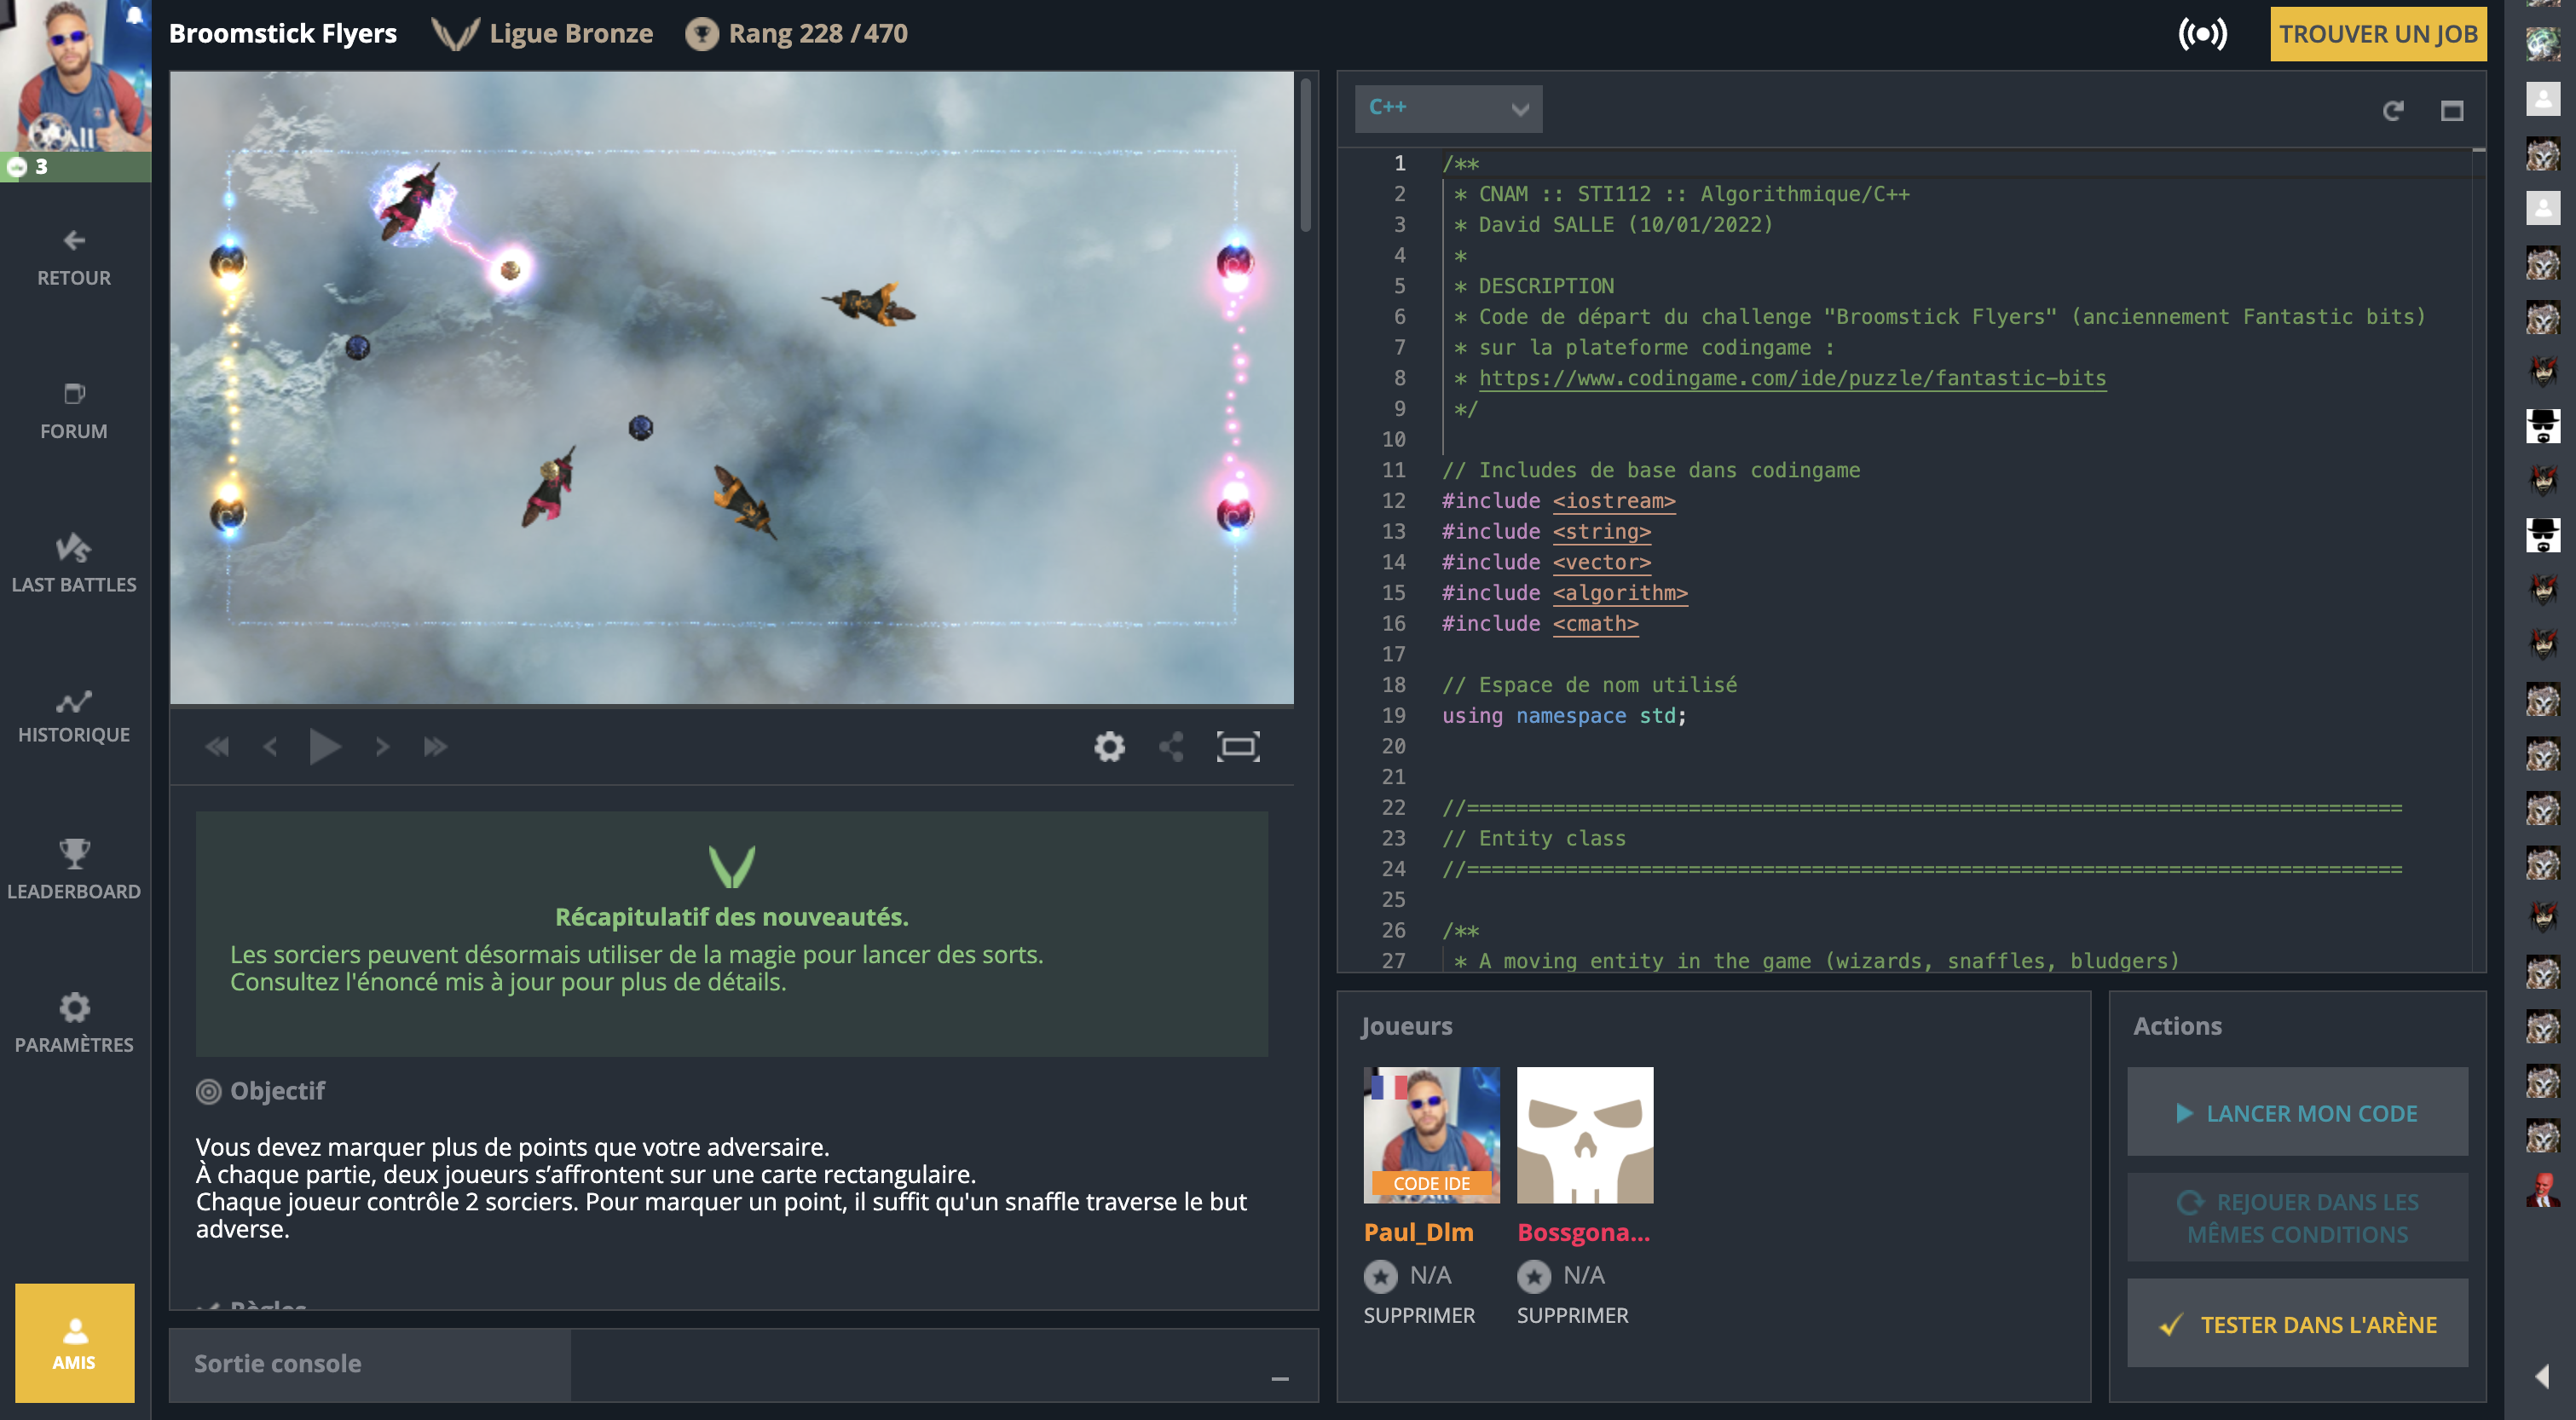 Broomstick Flyers
Ligue Bronze
Rang 228 / 470
TROUVER UN JOB
3
RETOUR
FORUM
LAST BATTLES
HISTORIQUE
LEADERBOARD
PARAMÈTRES
AMIS
Récapitulatif des nouveautés.
Les sorciers peuvent désormais utiliser de la magie pour lancer des sorts.
Consultez l'énoncé mis à jour pour plus de détails.
Objectif
Vous devez marquer plus de points que votre adversaire.
À chaque partie, deux joueurs s’affrontent sur une carte rectangulaire.
Chaque joueur contrôle 2 sorciers. Pour marquer un point, il suffit qu'un snaffle traverse le but
adverse.
Règles
Sortie console
C++
1 /**
2 * CNAM :: STI112 :: Algorithmique/C++
3 * David SALLE (10/01/2022)
4 *
5 * DESCRIPTION
6 * Code de départ du challenge "Broomstick Flyers" (anciennement Fantastic bits)
7 * sur la plateforme codingame :
8 * https://www.codingame.com/ide/puzzle/fantastic-bits
9 */
10
11 // Includes de base dans codingame
12 #include <iostream>
13 #include <string>
14 #include <vector>
15 #include <algorithm>
16 #include <cmath>
17
18 // Espace de nom utilisé
19 using namespace std;
20
21
22 //============================================================================
23 // Entity class
24 //============================================================================
25
26 /**
27 * A moving entity in the game (wizards, snaffles, bludgers)
Joueurs
CODE IDE
Paul_Dlm
N/A
SUPPRIMER
Bossgona...
N/A
SUPPRIMER
Actions
LANCER MON CODE
REJOUER DANS LES
MÊMES CONDITIONS
TESTER DANS L'ARÈNE